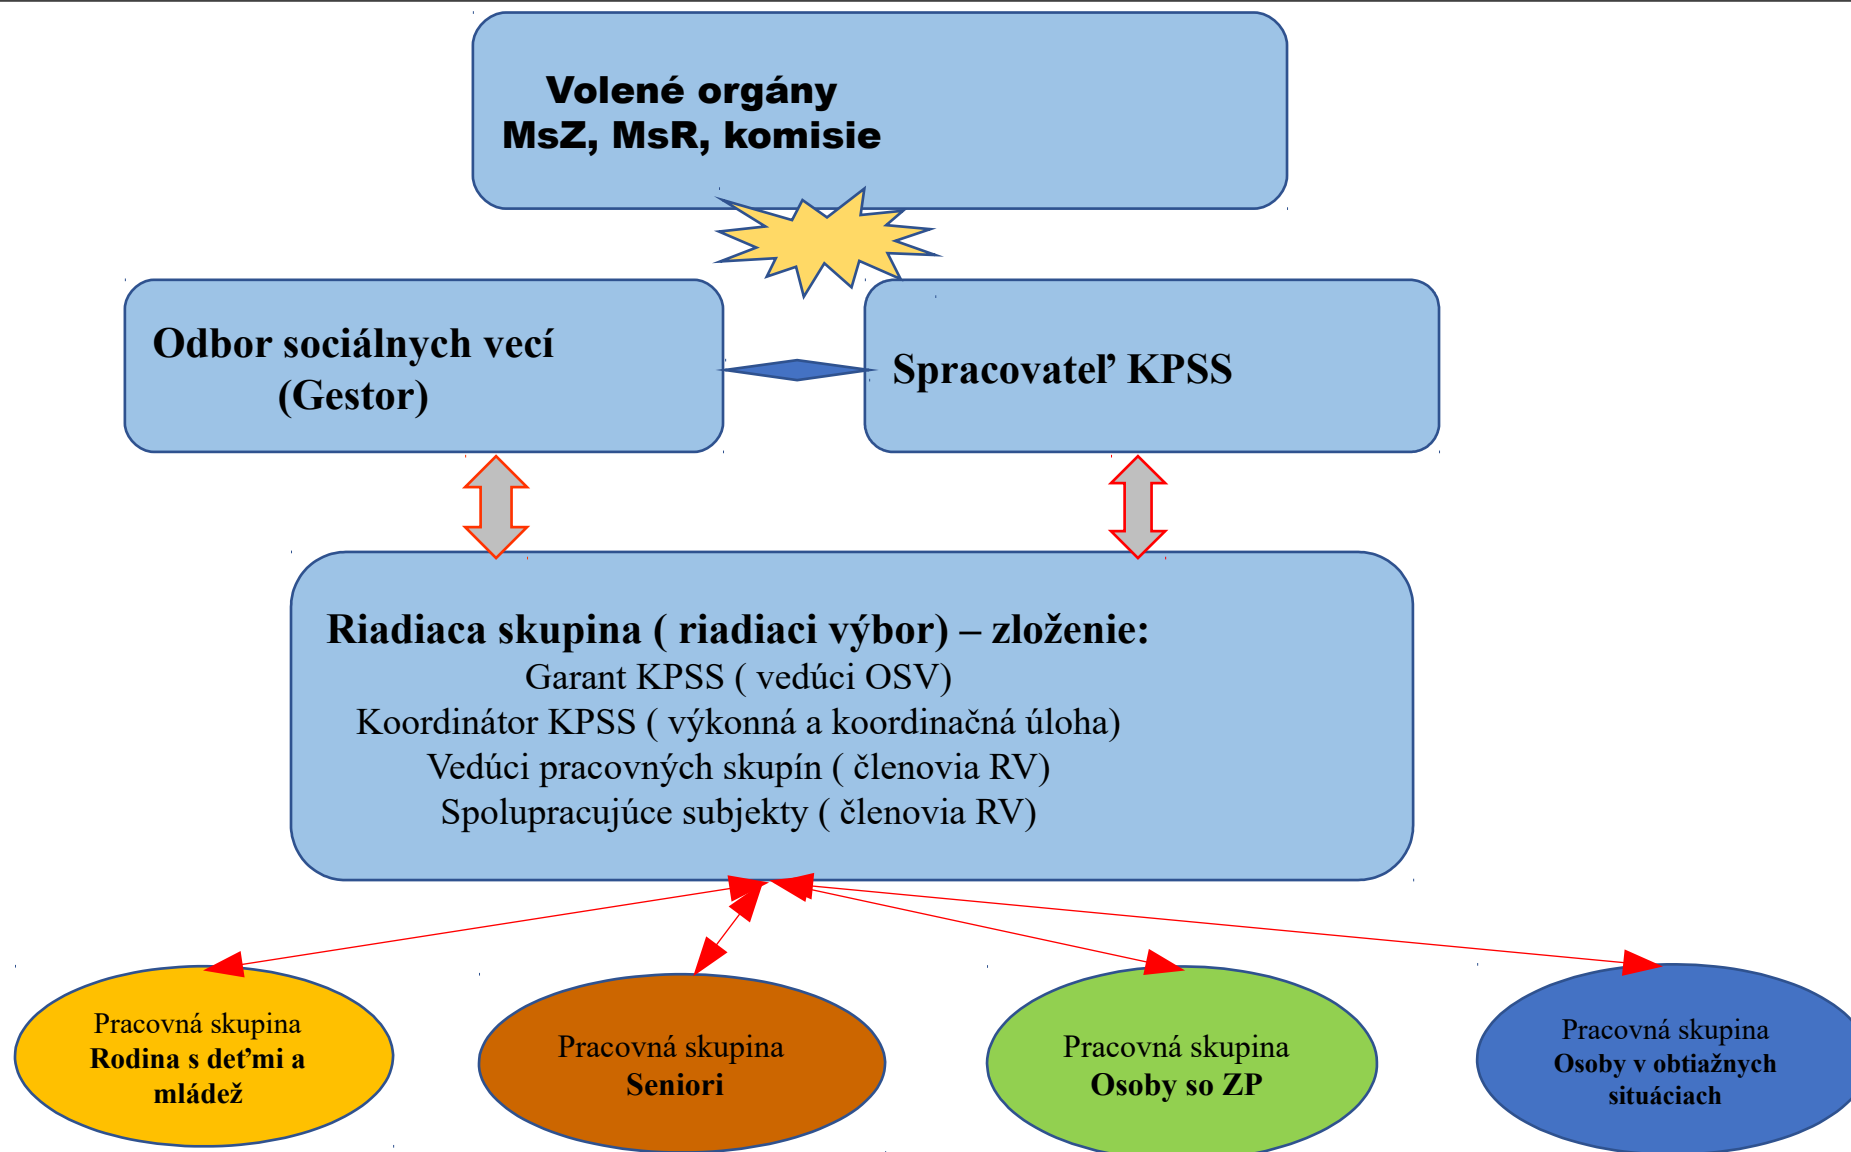 Volené orgány
MsZ, MsR, komisie
Odbor sociálnych vecí
(Gestor)
Spracovateľ KPSS
Riadiaca skupina ( riadiaci výbor) – zloženie:
Garant KPSS ( vedúci OSV)
Koordinátor KPSS ( výkonná a koordinačná úloha)
Vedúci pracovných skupín ( členovia RV)
Spolupracujúce subjekty ( členovia RV)
Pracovná skupina
Rodina s deťmi a
mládež
Pracovná skupina
Seniori
Pracovná skupina
Osoby so ZP
Pracovná skupina
Osoby v obtiažnych
situáciach